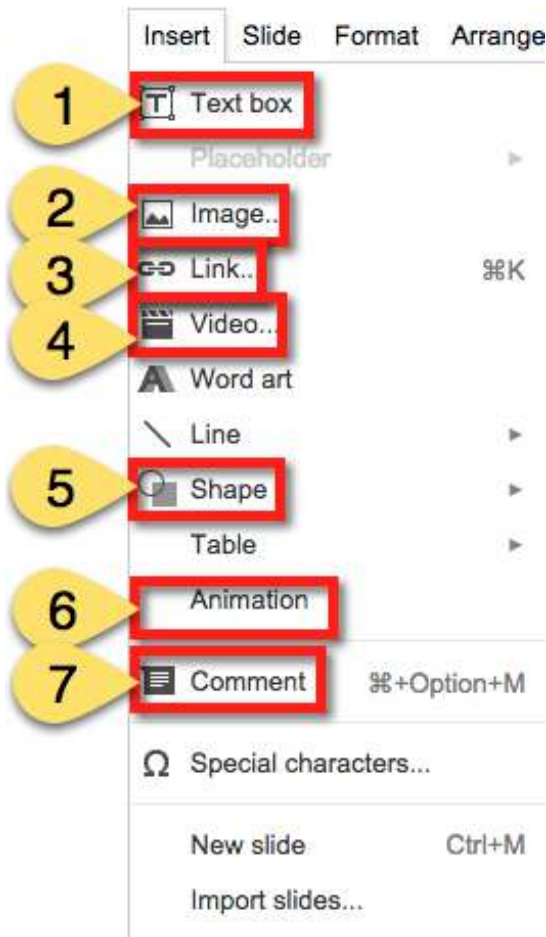 Insert Slide Format Arrange
1 Text box
Placeholder ►
2 Image..
3 Link.. ⌘K
4 Video...
Word art
Line ►
5 Shape ►
Table ►
6 Animation
7 Comment ⌘+Option+M
Ω Special characters...
New slide Ctrl+M
Import slides...